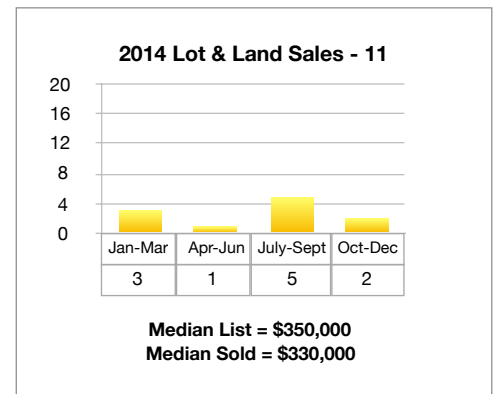 2014 Lot & Land Sales - 11
20
16
12
8
4
0
Jan-Mar Apr-Jun July-Sept Oct-Dec
3 1 5 2
Median List = $350,000
Median Sold = $330,000